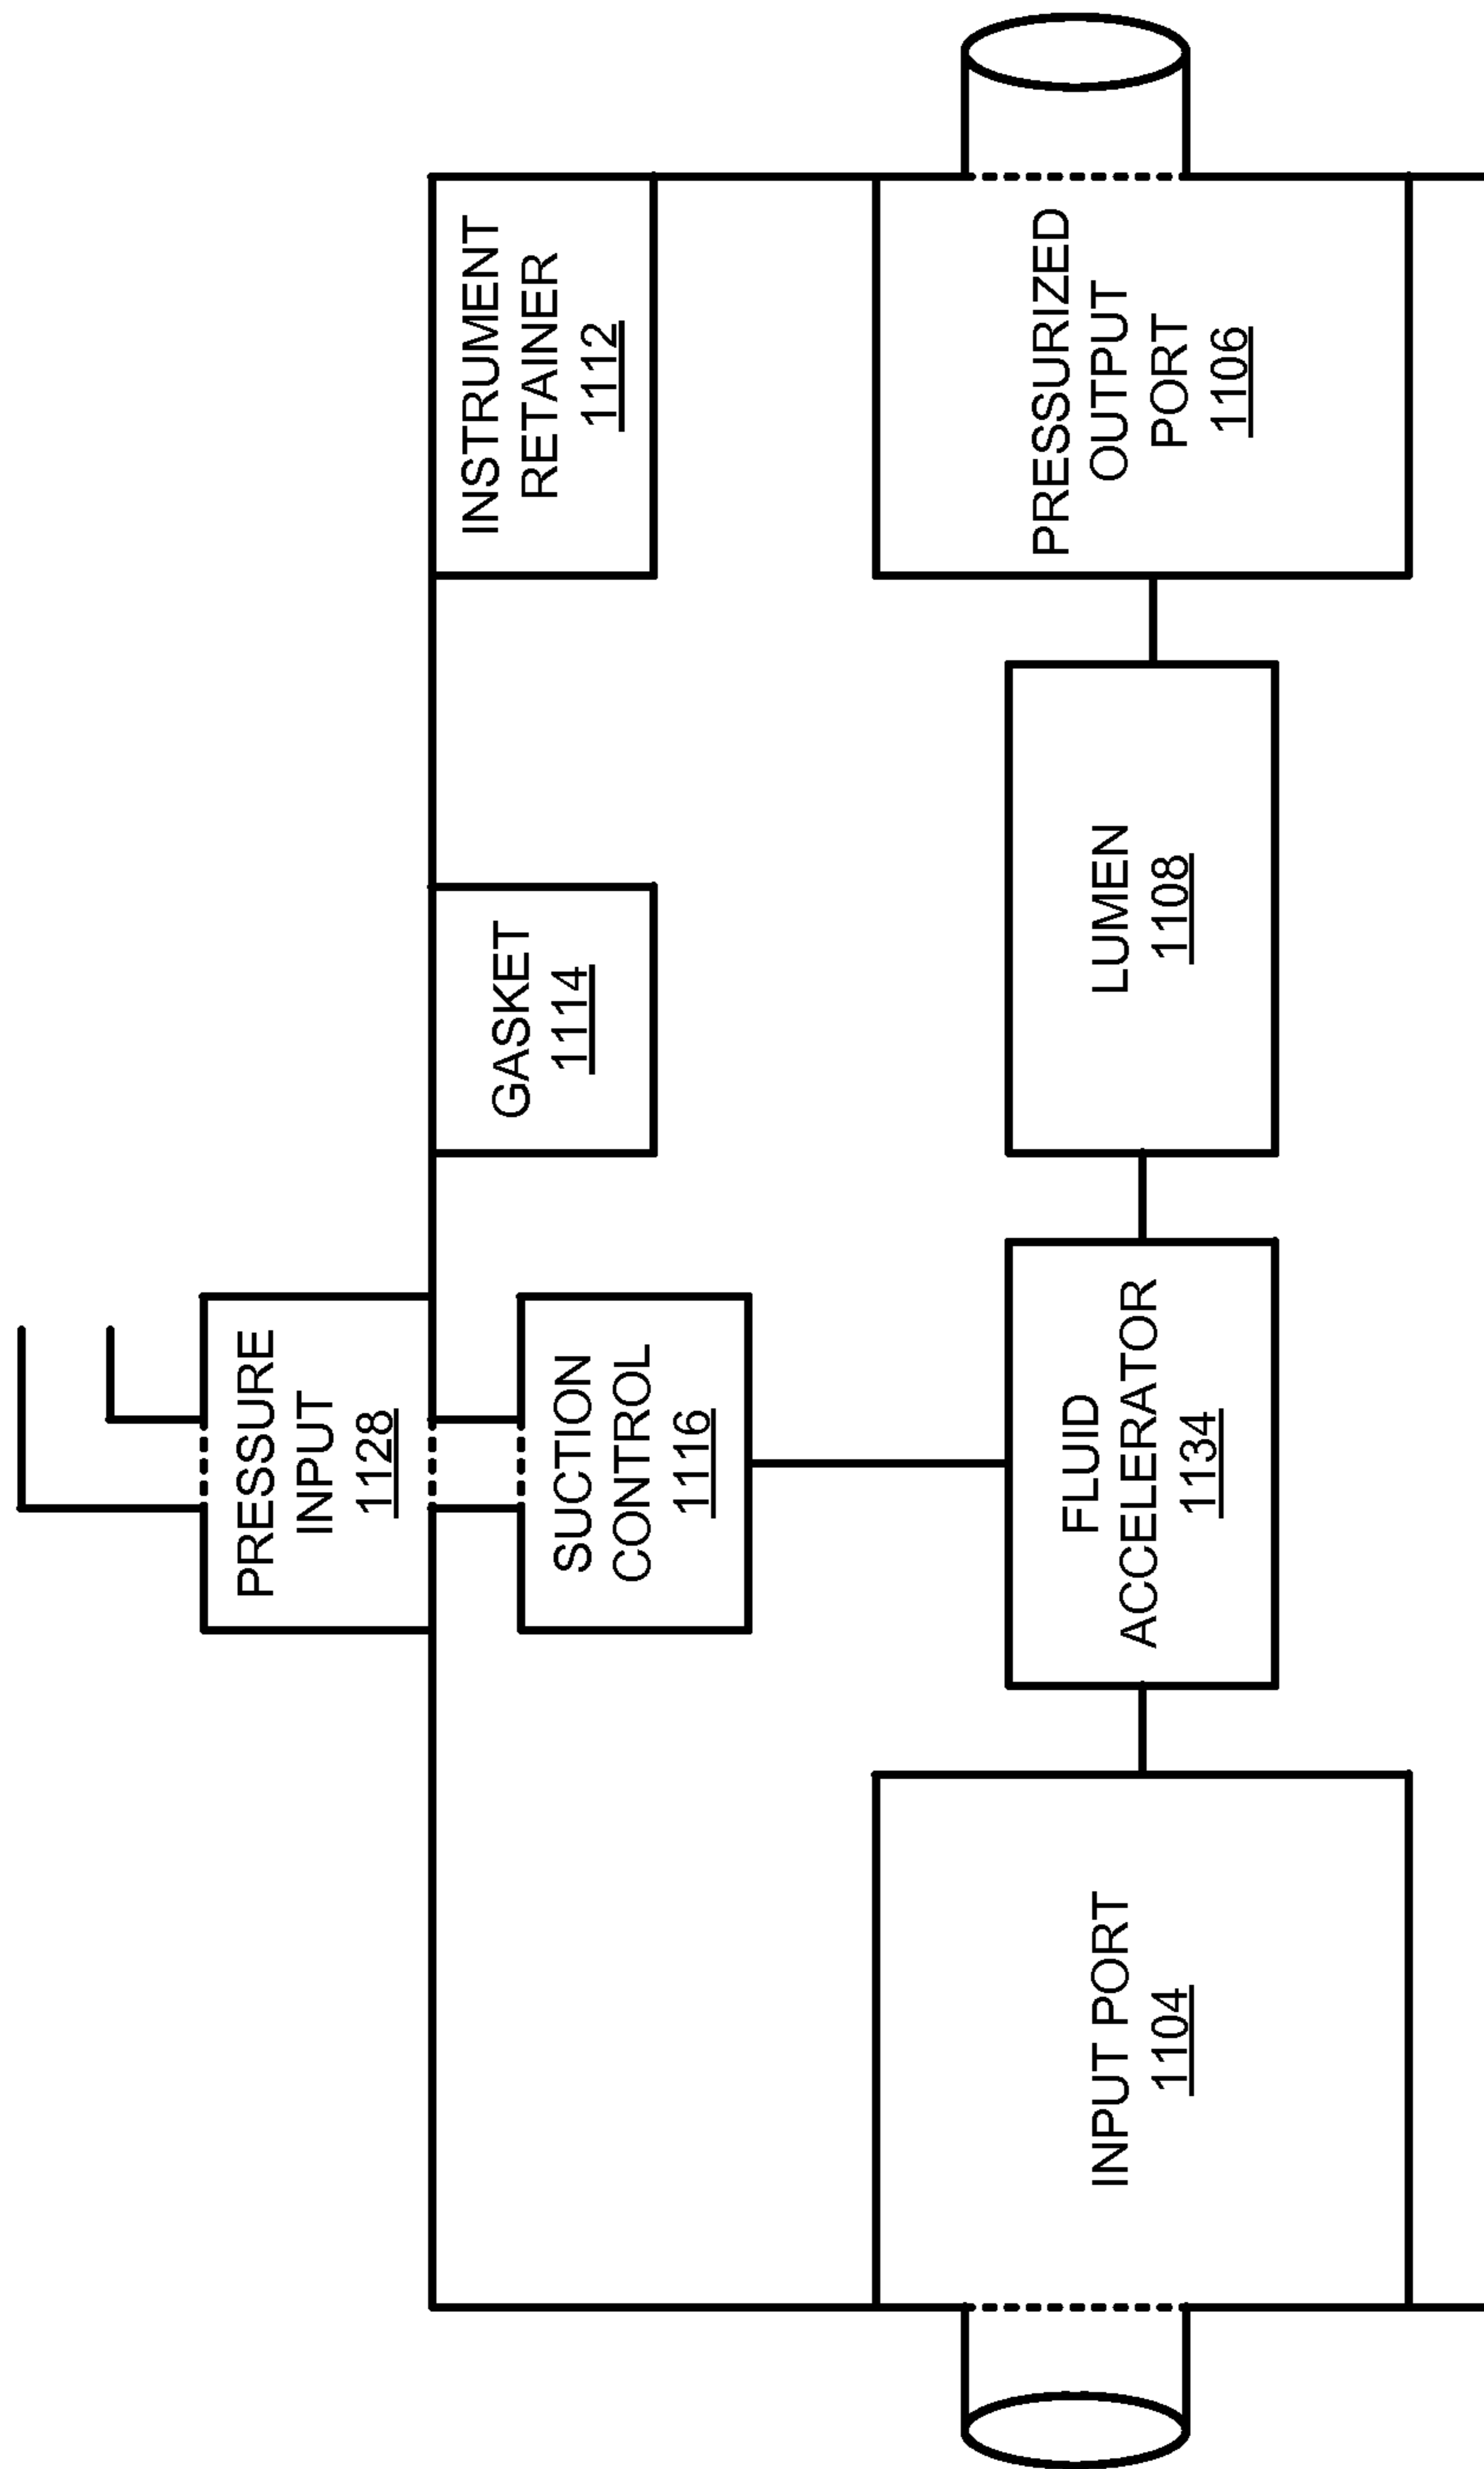 PRESSURE
INPUT
1128
SUCTION
CONTROL
1116
GASKET
1114
INSTRUMENT
RETAINER
1112
INPUT PORT
1104
FLUID
ACCELERATOR
1134
LUMEN
1108
PRESSURIZED
OUTPUT
PORT
1106